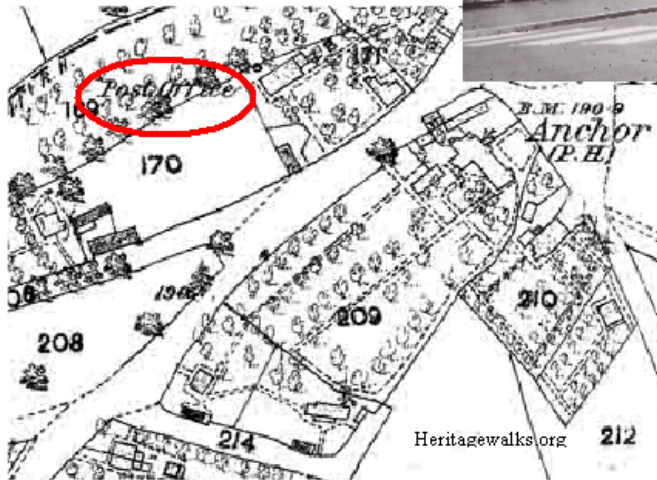 171
Post Office
169
B.M. 190·9
Anchor
(P.H)
170
209
210
208
214
212
Heritagewalks.org